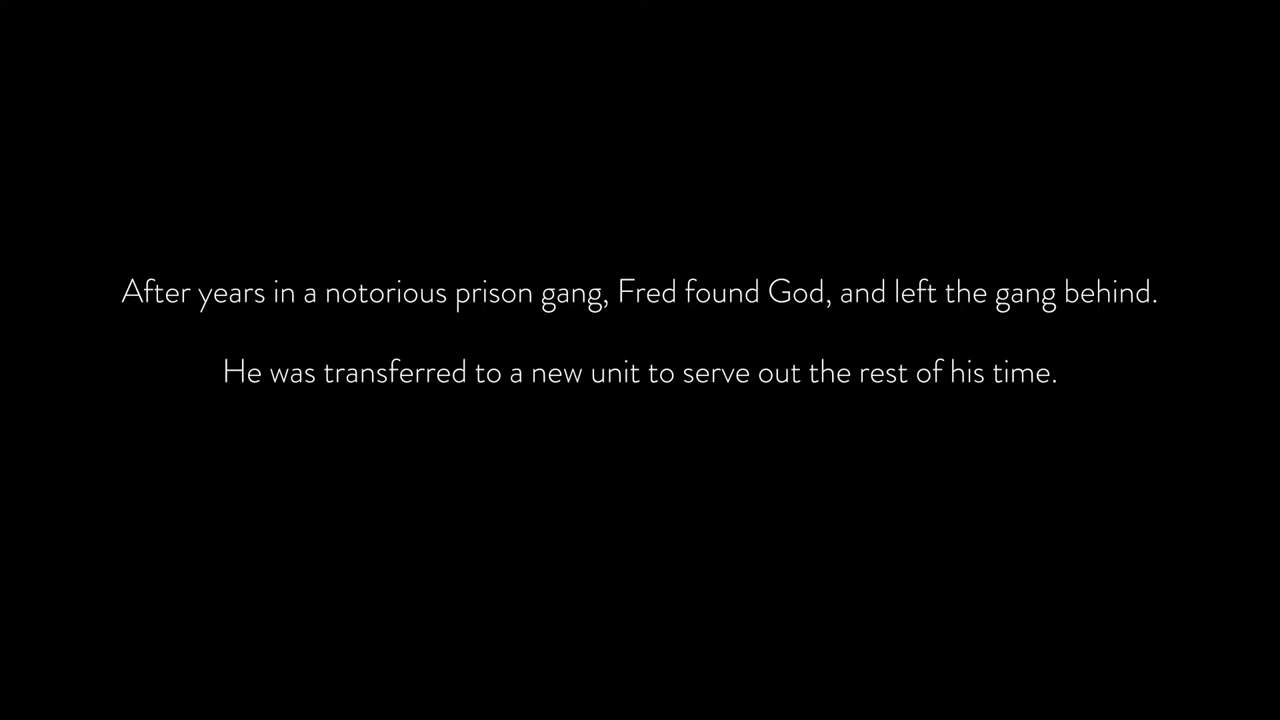 After years in a notorious prison gang, Fred found God, and left the gang behind.
He was transferred to a new unit to serve out the rest of his time.